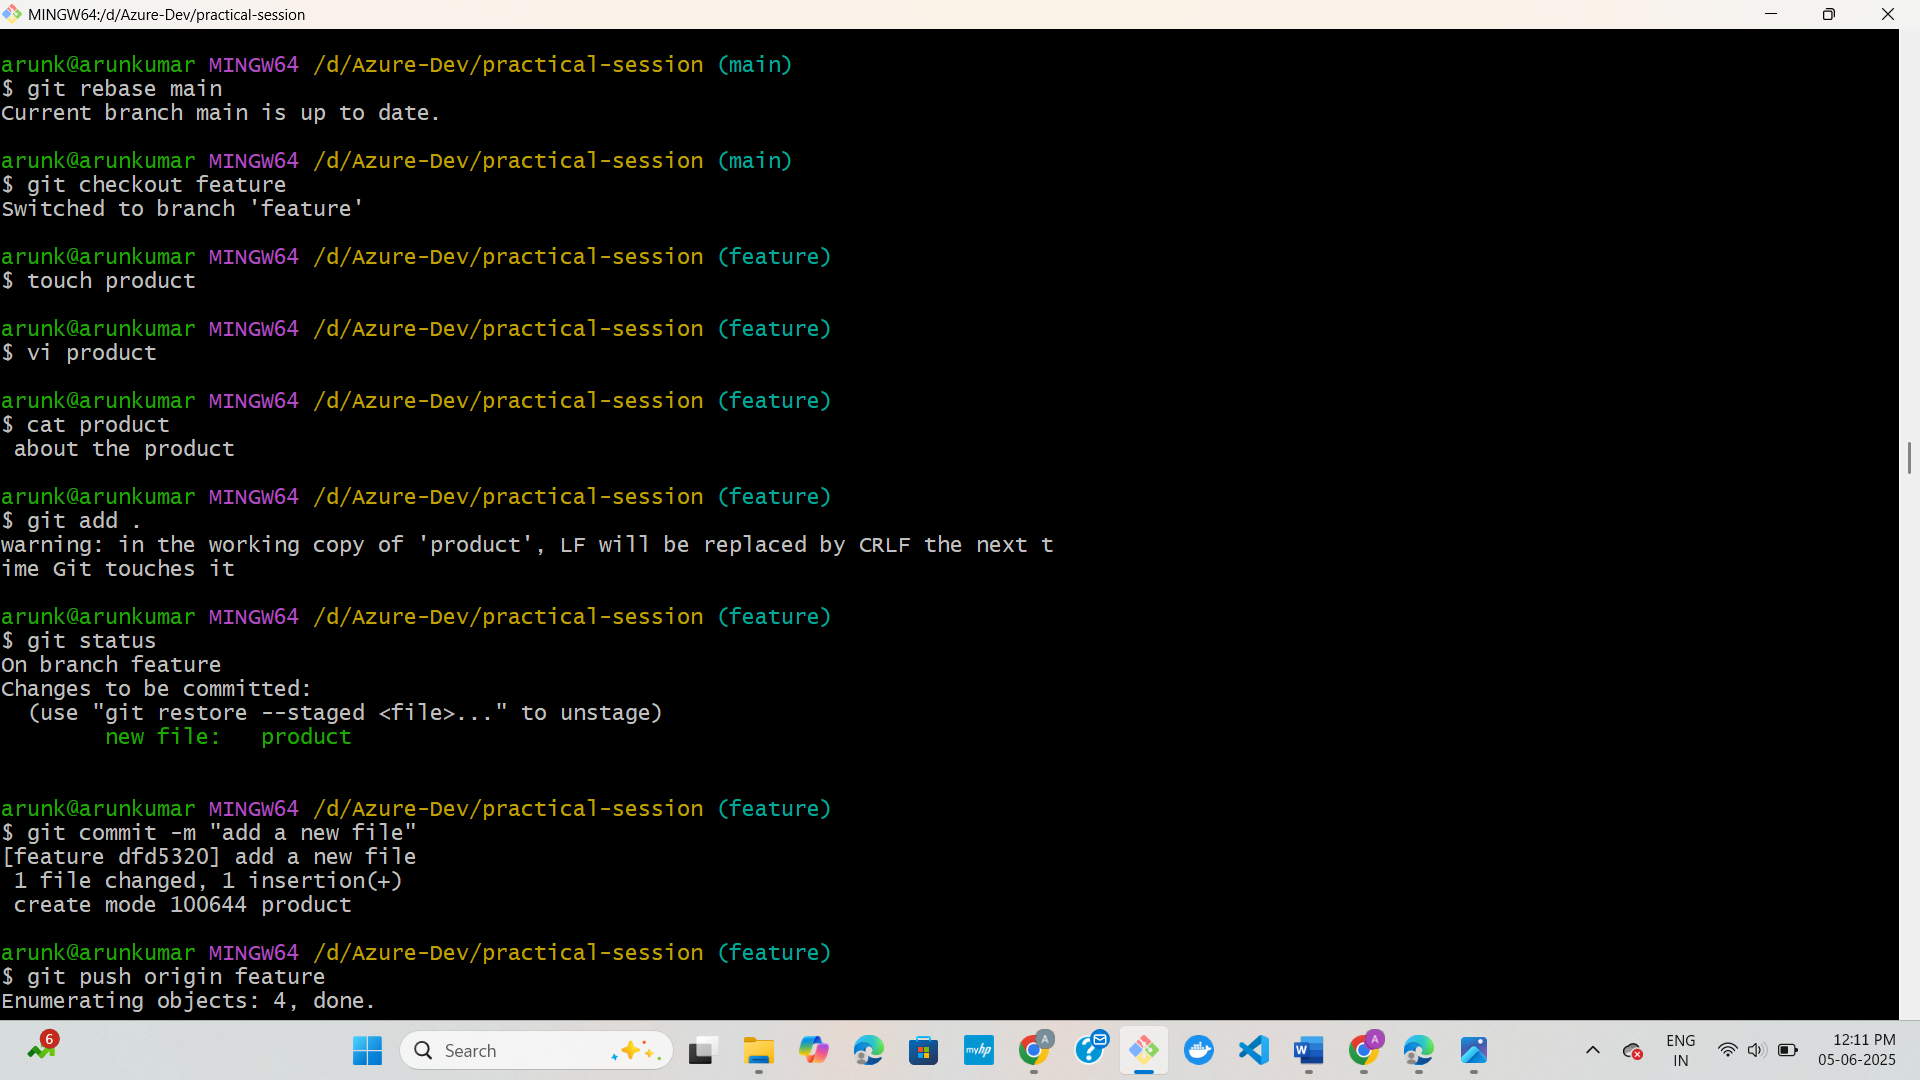 MINGW64:/d/Azure-Dev/practical-session
arunk@arunkumar MINGW64 /d/Azure-Dev/practical-session (main)
$ git rebase main
Current branch main is up to date.
arunk@arunkumar MINGW64 /d/Azure-Dev/practical-session (main)
$ git checkout feature
Switched to branch 'feature'
arunk@arunkumar MINGW64 /d/Azure-Dev/practical-session (feature)
$ touch product
arunk@arunkumar MINGW64 /d/Azure-Dev/practical-session (feature)
$ vi product
arunk@arunkumar MINGW64 /d/Azure-Dev/practical-session (feature)
$ cat product
 about the product
arunk@arunkumar MINGW64 /d/Azure-Dev/practical-session (feature)
$ git add .
warning: in the working copy of 'product', LF will be replaced by CRLF the next t
ime Git touches it
arunk@arunkumar MINGW64 /d/Azure-Dev/practical-session (feature)
$ git status
On branch feature
Changes to be committed:
  (use "git restore --staged <file>..." to unstage)
        new file:   product
arunk@arunkumar MINGW64 /d/Azure-Dev/practical-session (feature)
$ git commit -m "add a new file"
[feature dfd5320] add a new file
 1 file changed, 1 insertion(+)
 create mode 100644 product
arunk@arunkumar MINGW64 /d/Azure-Dev/practical-session (feature)
$ git push origin feature
Enumerating objects: 4, done.
6
Search
myhp
A
?
W
A
ENG
IN
12:11 PM
05-06-2025